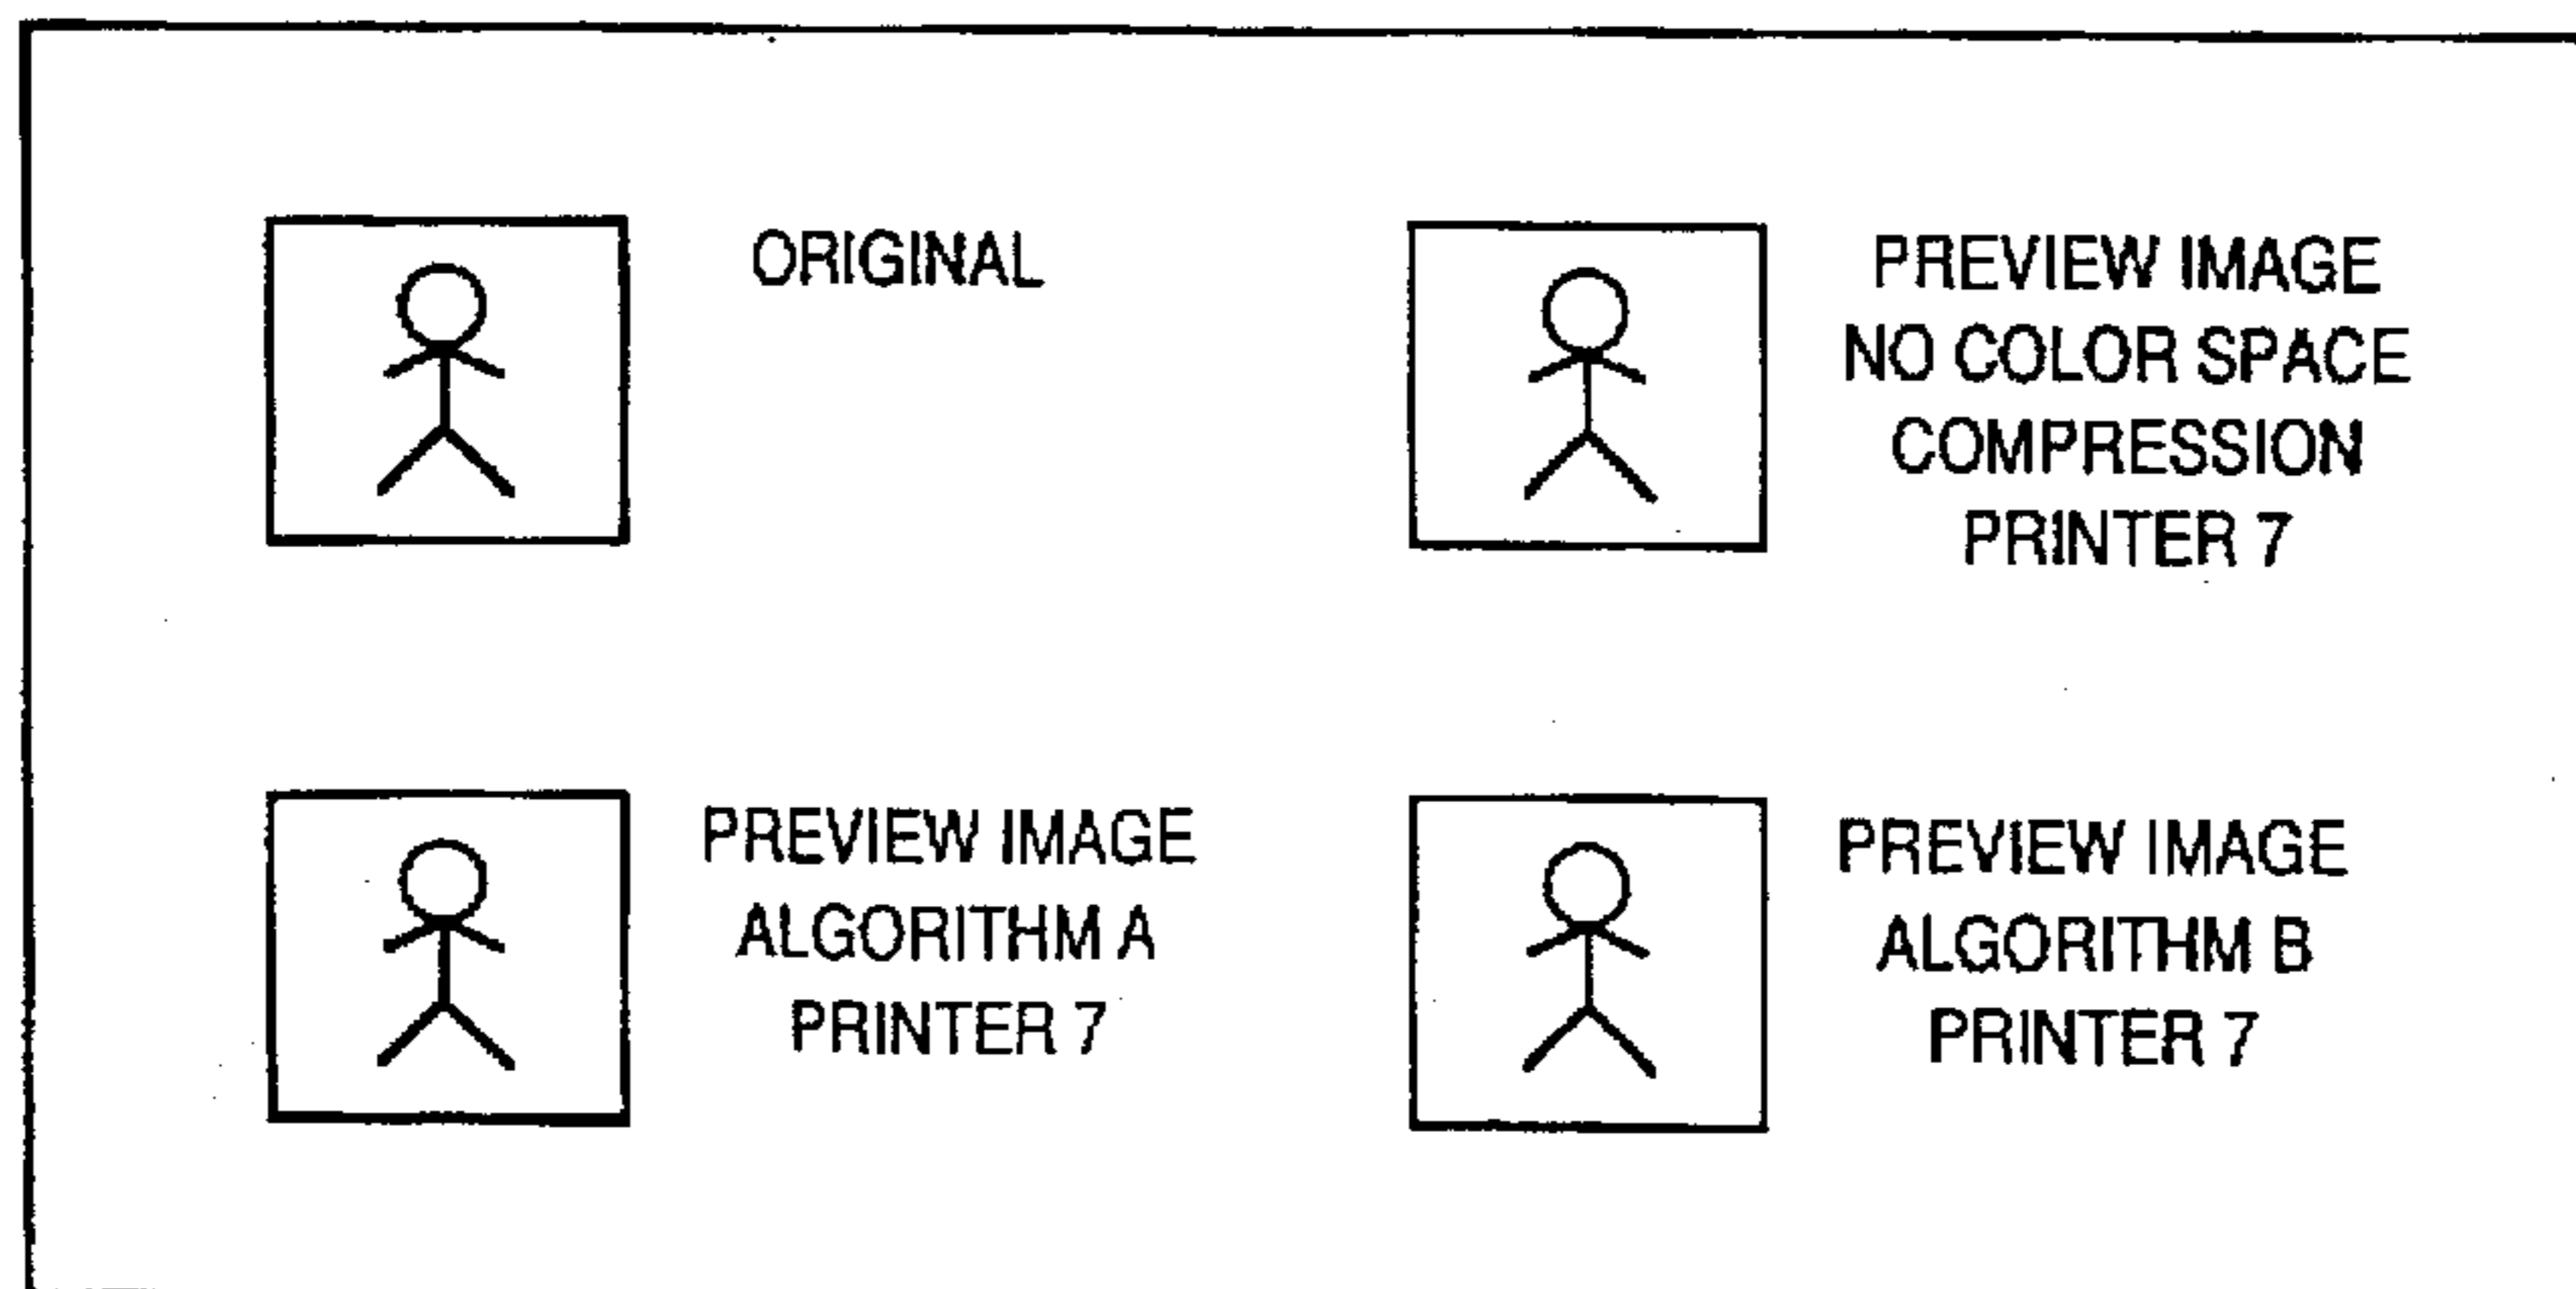 ORIGINAL
PREVIEW IMAGE
NO COLOR SPACE
COMPRESSION
PRINTER 7
PREVIEW IMAGE
ALGORITHM A
PRINTER 7
PREVIEW IMAGE
ALGORITHM B
PRINTER 7